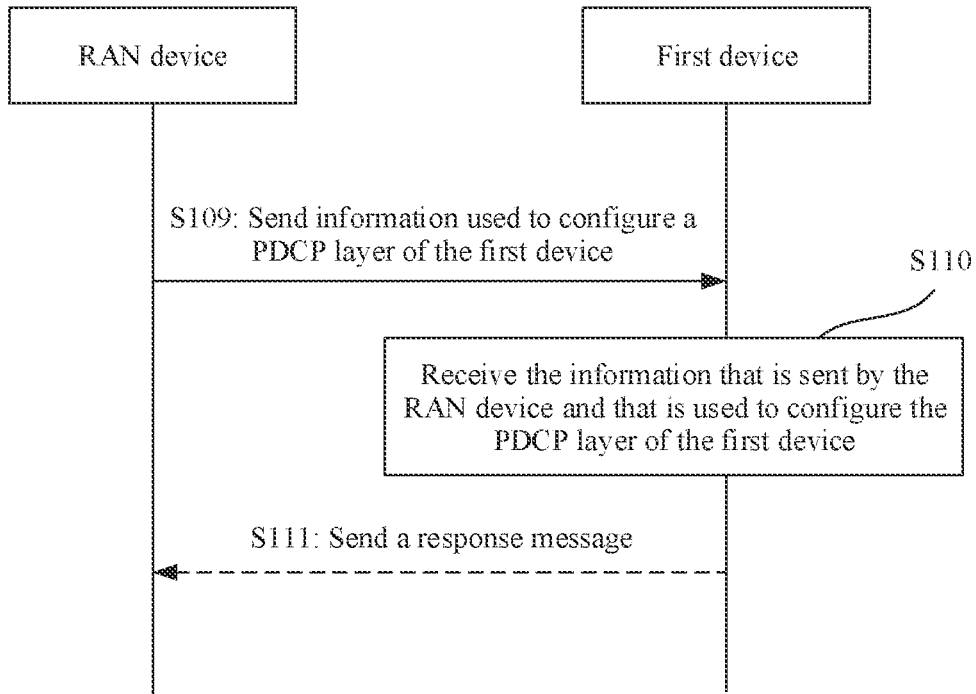 RAN device
First device
S109: Send information used to configure a
PDCP layer of the first device
S110
Receive the information that is sent by the
RAN device and that is used to configure the
PDCP layer of the first device
S111: Send a response message